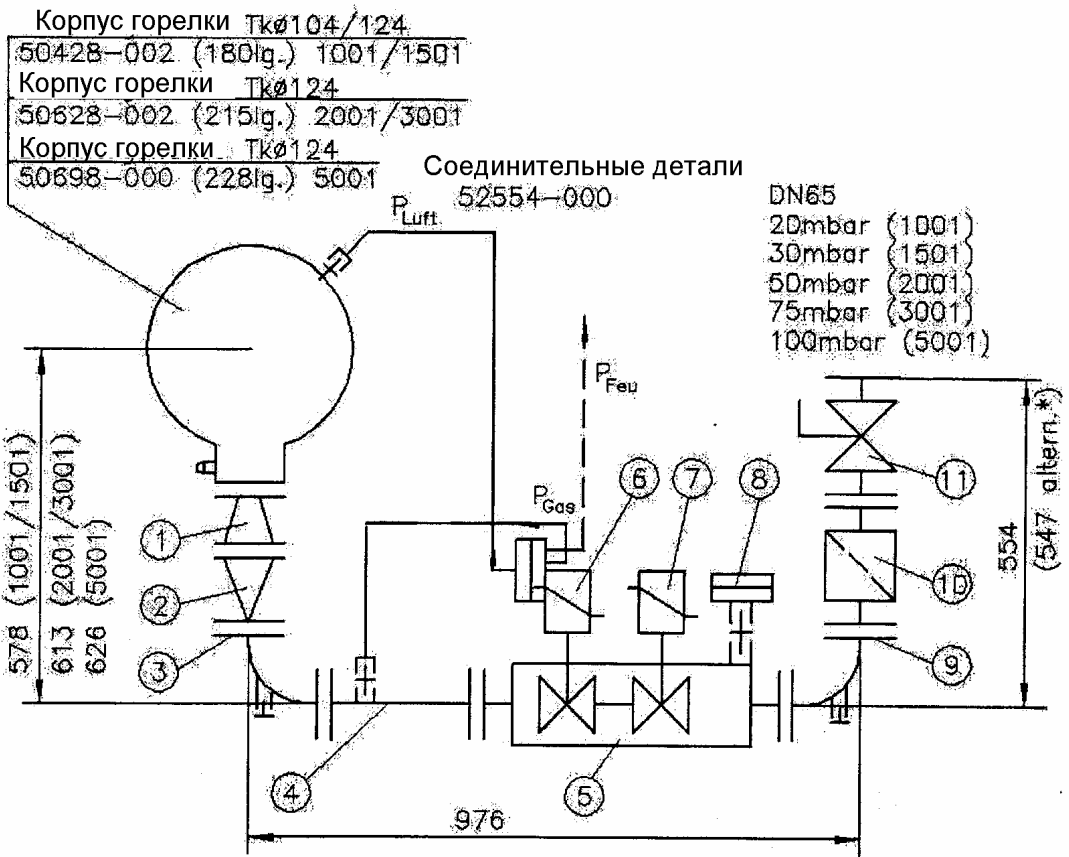 Корпус горелки Tkø104/124
50428-002 (180lg.) 1001/1501
Корпус горелки Tkø124
50628-002 (215lg.) 2001/3001
Корпус горелки Tkø124
50698-000 (228lg.) 5001
Соединительные детали
52554-000
DN65
20mbar (1001)
30mbar (1501)
50mbar (2001)
75mbar (3001)
100mbar (5001)
PLuft
PFeu
PGas
578 (1001/1501)
613 (2001/3001)
626 (5001)
1
2
3
4
5
6
7
8
9
10
11
554
(547 altern.*)
976